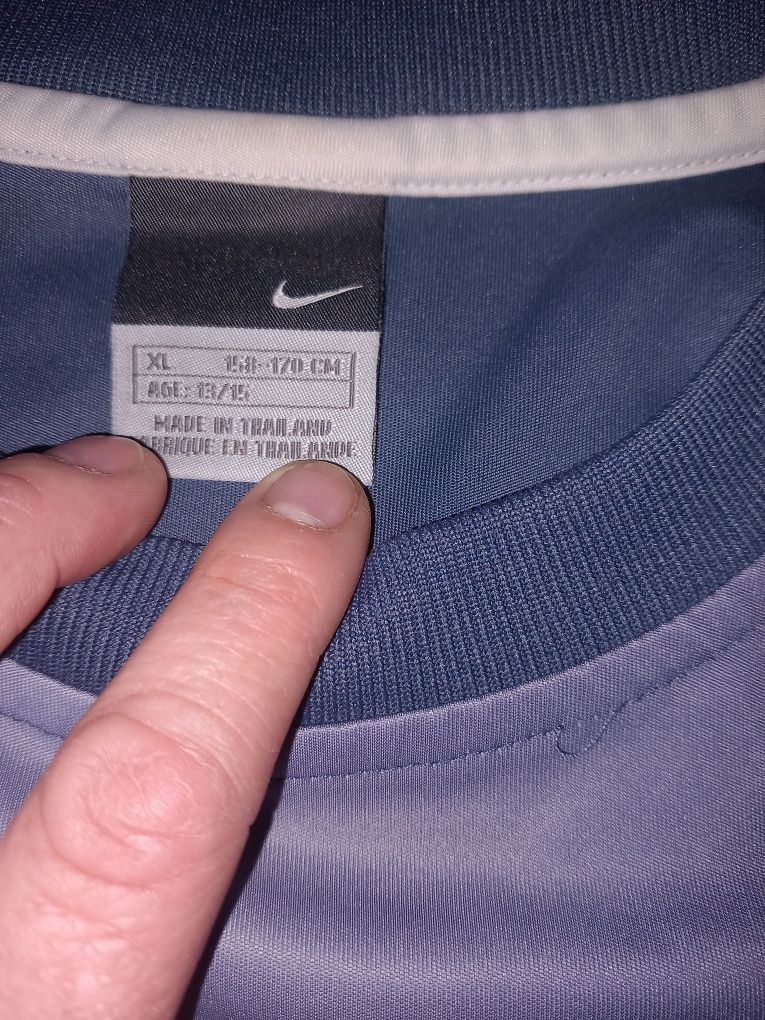 XL 158-170 CM
AGE: 13/15
MADE IN THAILAND
FABRIQUE EN THAILANDE